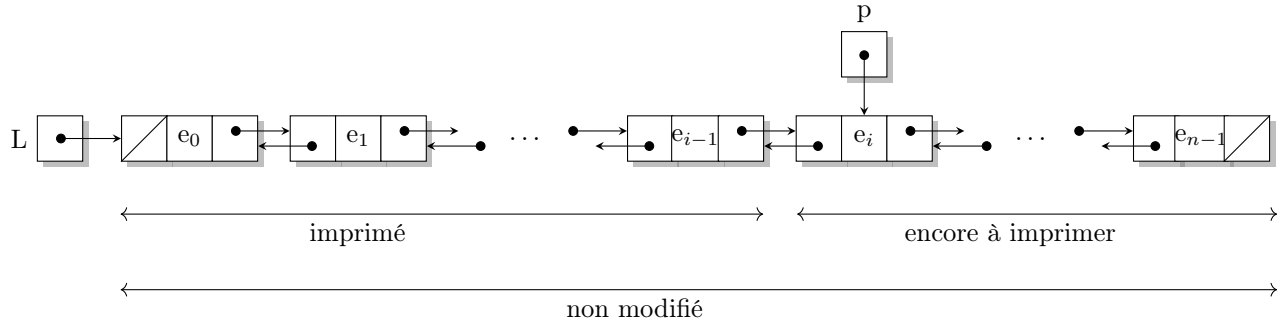 p
L e₀ e₁ ... eᵢ₋₁ eᵢ ... eₙ₋₁
imprimé encore à imprimer
non modifié